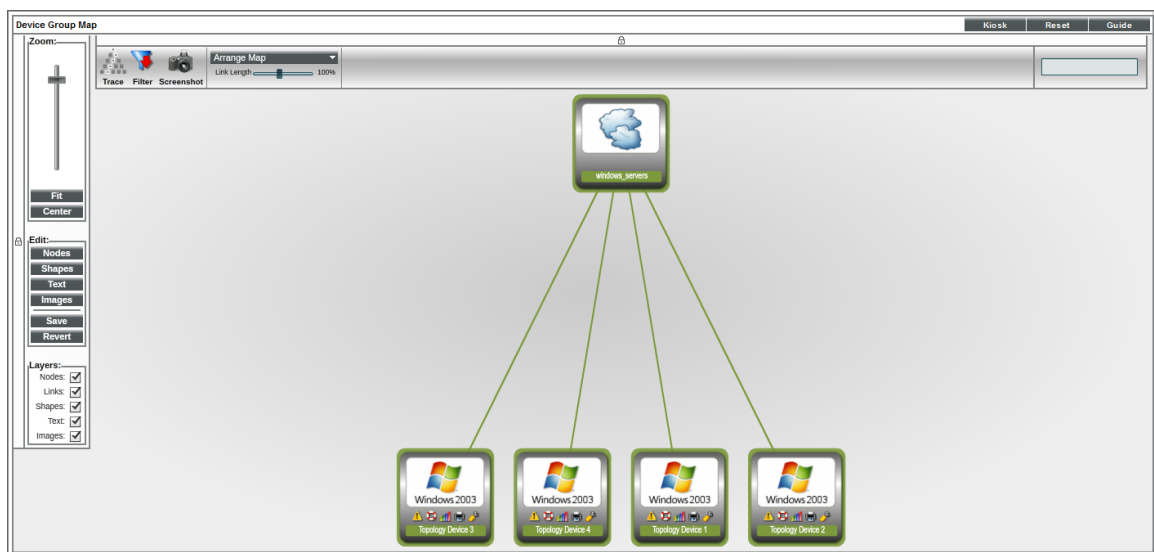 Device Group Map
Kiosk Reset Guide
Zoom:
Fit
Center
Edit:
Nodes
Shapes
Text
Images
Save
Revert
Layers:
Nodes:
Links:
Shapes:
Text:
Images:
Trace Filter Screenshot
Arrange Map
Link Length 100%
windows_servers
Windows 2003 Windows 2003 Windows 2003 Windows 2003
Topology Device 3 Topology Device 4 Topology Device 1 Topology Device 2